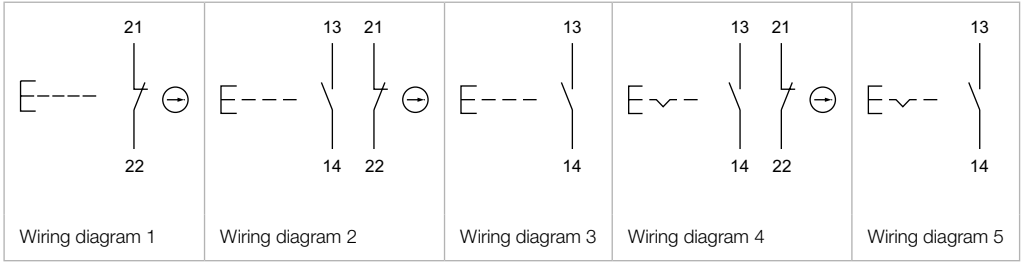 21
22
Wiring diagram 1
13 21
14 22
Wiring diagram 2
13
14
Wiring diagram 3
13 21
14 22
Wiring diagram 4
13
14
Wiring diagram 5